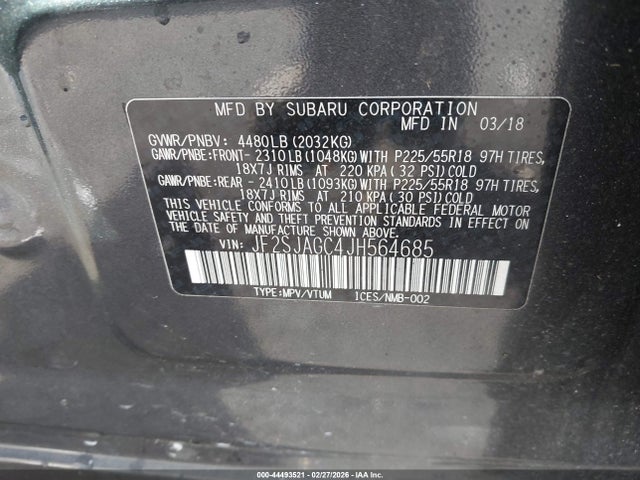 MFD BY SUBARU CORPORATION
MFD IN 03/18
GVWR/PNBV: 4480LB (2032KG)
GAWR/PNBE:FRONT- 2310LB (1048KG) WITH P225/55R18 97H TIRES,
18X7J RIMS AT 220 KPA (32 PSI) COLD
GAWR/PNBE:REAR - 2410LB (1093KG) WITH P225/55R18 97H TIRES,
18X7J RIMS AT 210 KPA (30 PSI) COLD
THIS VEHICLE CONFORMS TO ALL APPLICABLE FEDERAL MOTOR
VEHICLE SAFETY AND THEFT PREVENTION STANDARDS IN EFFECT
ON THE DATE OF MANUFACTURE SHOWN ABOVE.
VIN: JF2SJAGC4JH564685
TYPE:MPV/VTUM ICES/NMB-002
000-44493521 | 02/27/2026 - Copyright © IAA, LLC